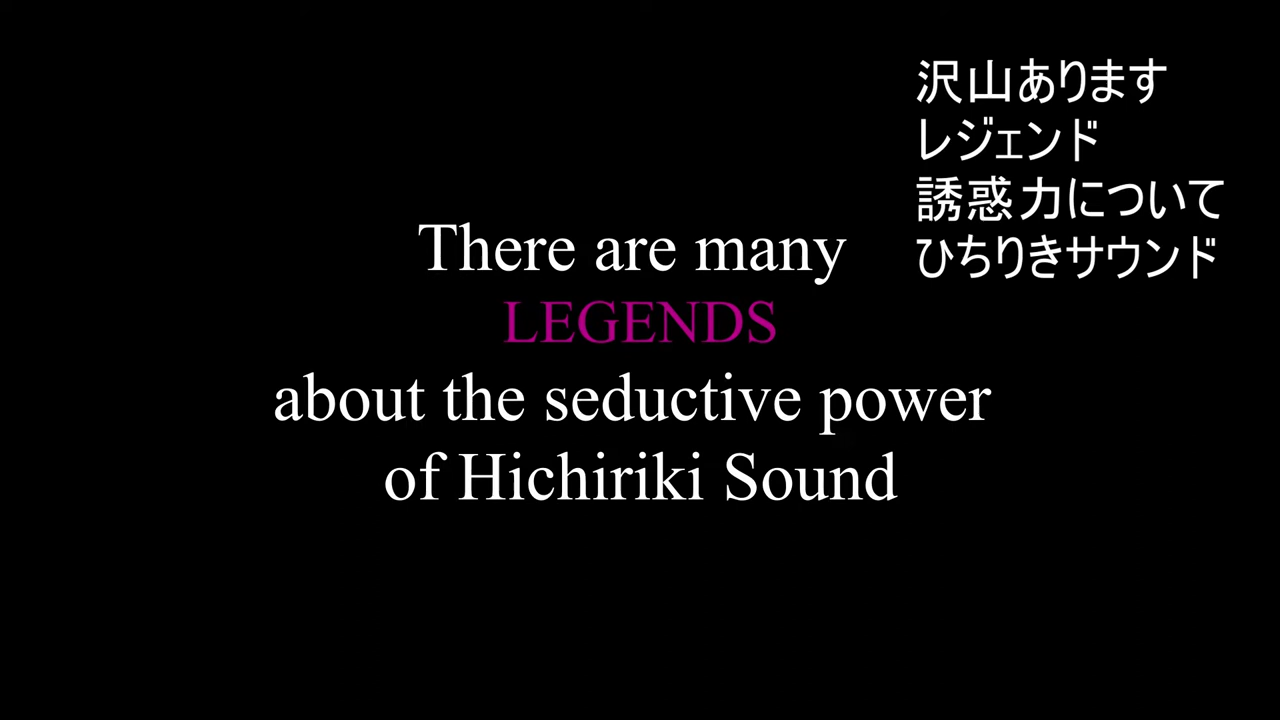 沢山あります
レジェンド
誘惑力について
ひちりきサウンド
There are many
LEGENDS
about the seductive power
of Hichiriki Sound